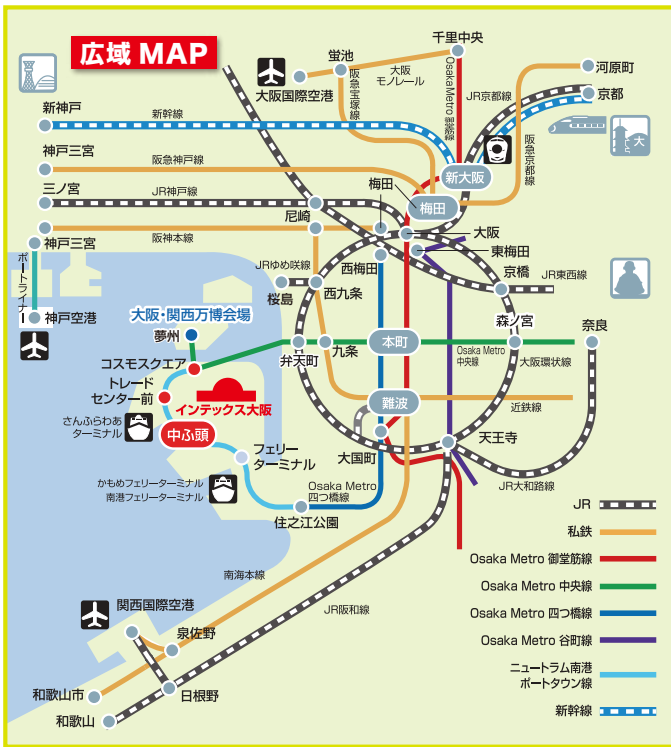 広域 MAP
千里中央
蛍池
大阪
モノレール
大阪国際空港
阪急宝塚線
Osaka Metro 御堂筋線
JR京都線
河原町
京都
新神戸
新幹線
阪急京都線
大
神戸三宮
阪急神戸線
新大阪
三ノ宮
JR神戸線
梅田
梅田
尼崎
大阪
神戸三宮
阪神本線
東梅田
西梅田
京橋
ポートライナー
JRゆめ咲線
JR東西線
桜島
西九条
神戸空港
大阪・関西万博会場
夢州
森ノ宮
奈良
コスモスクエア
弁天町
九条
本町
Osaka Metro
中央線
大阪環状線
トレード
センター前
インテックス大阪
難波
近鉄線
さんふらわあ
ターミナル
中ふ頭
天王寺
フェリー
ターミナル
大国町
かもめフェリーターミナル
南港フェリーターミナル
Osaka Metro
四つ橋線
JR大和路線
住之江公園
JR
私鉄
Osaka Metro 御堂筋線
南海本線
Osaka Metro 中央線
JR阪和線
関西国際空港
Osaka Metro 四つ橋線
泉佐野
Osaka Metro 谷町線
ニュートラム南港
ポートタウン線
和歌山市
日根野
和歌山
新幹線